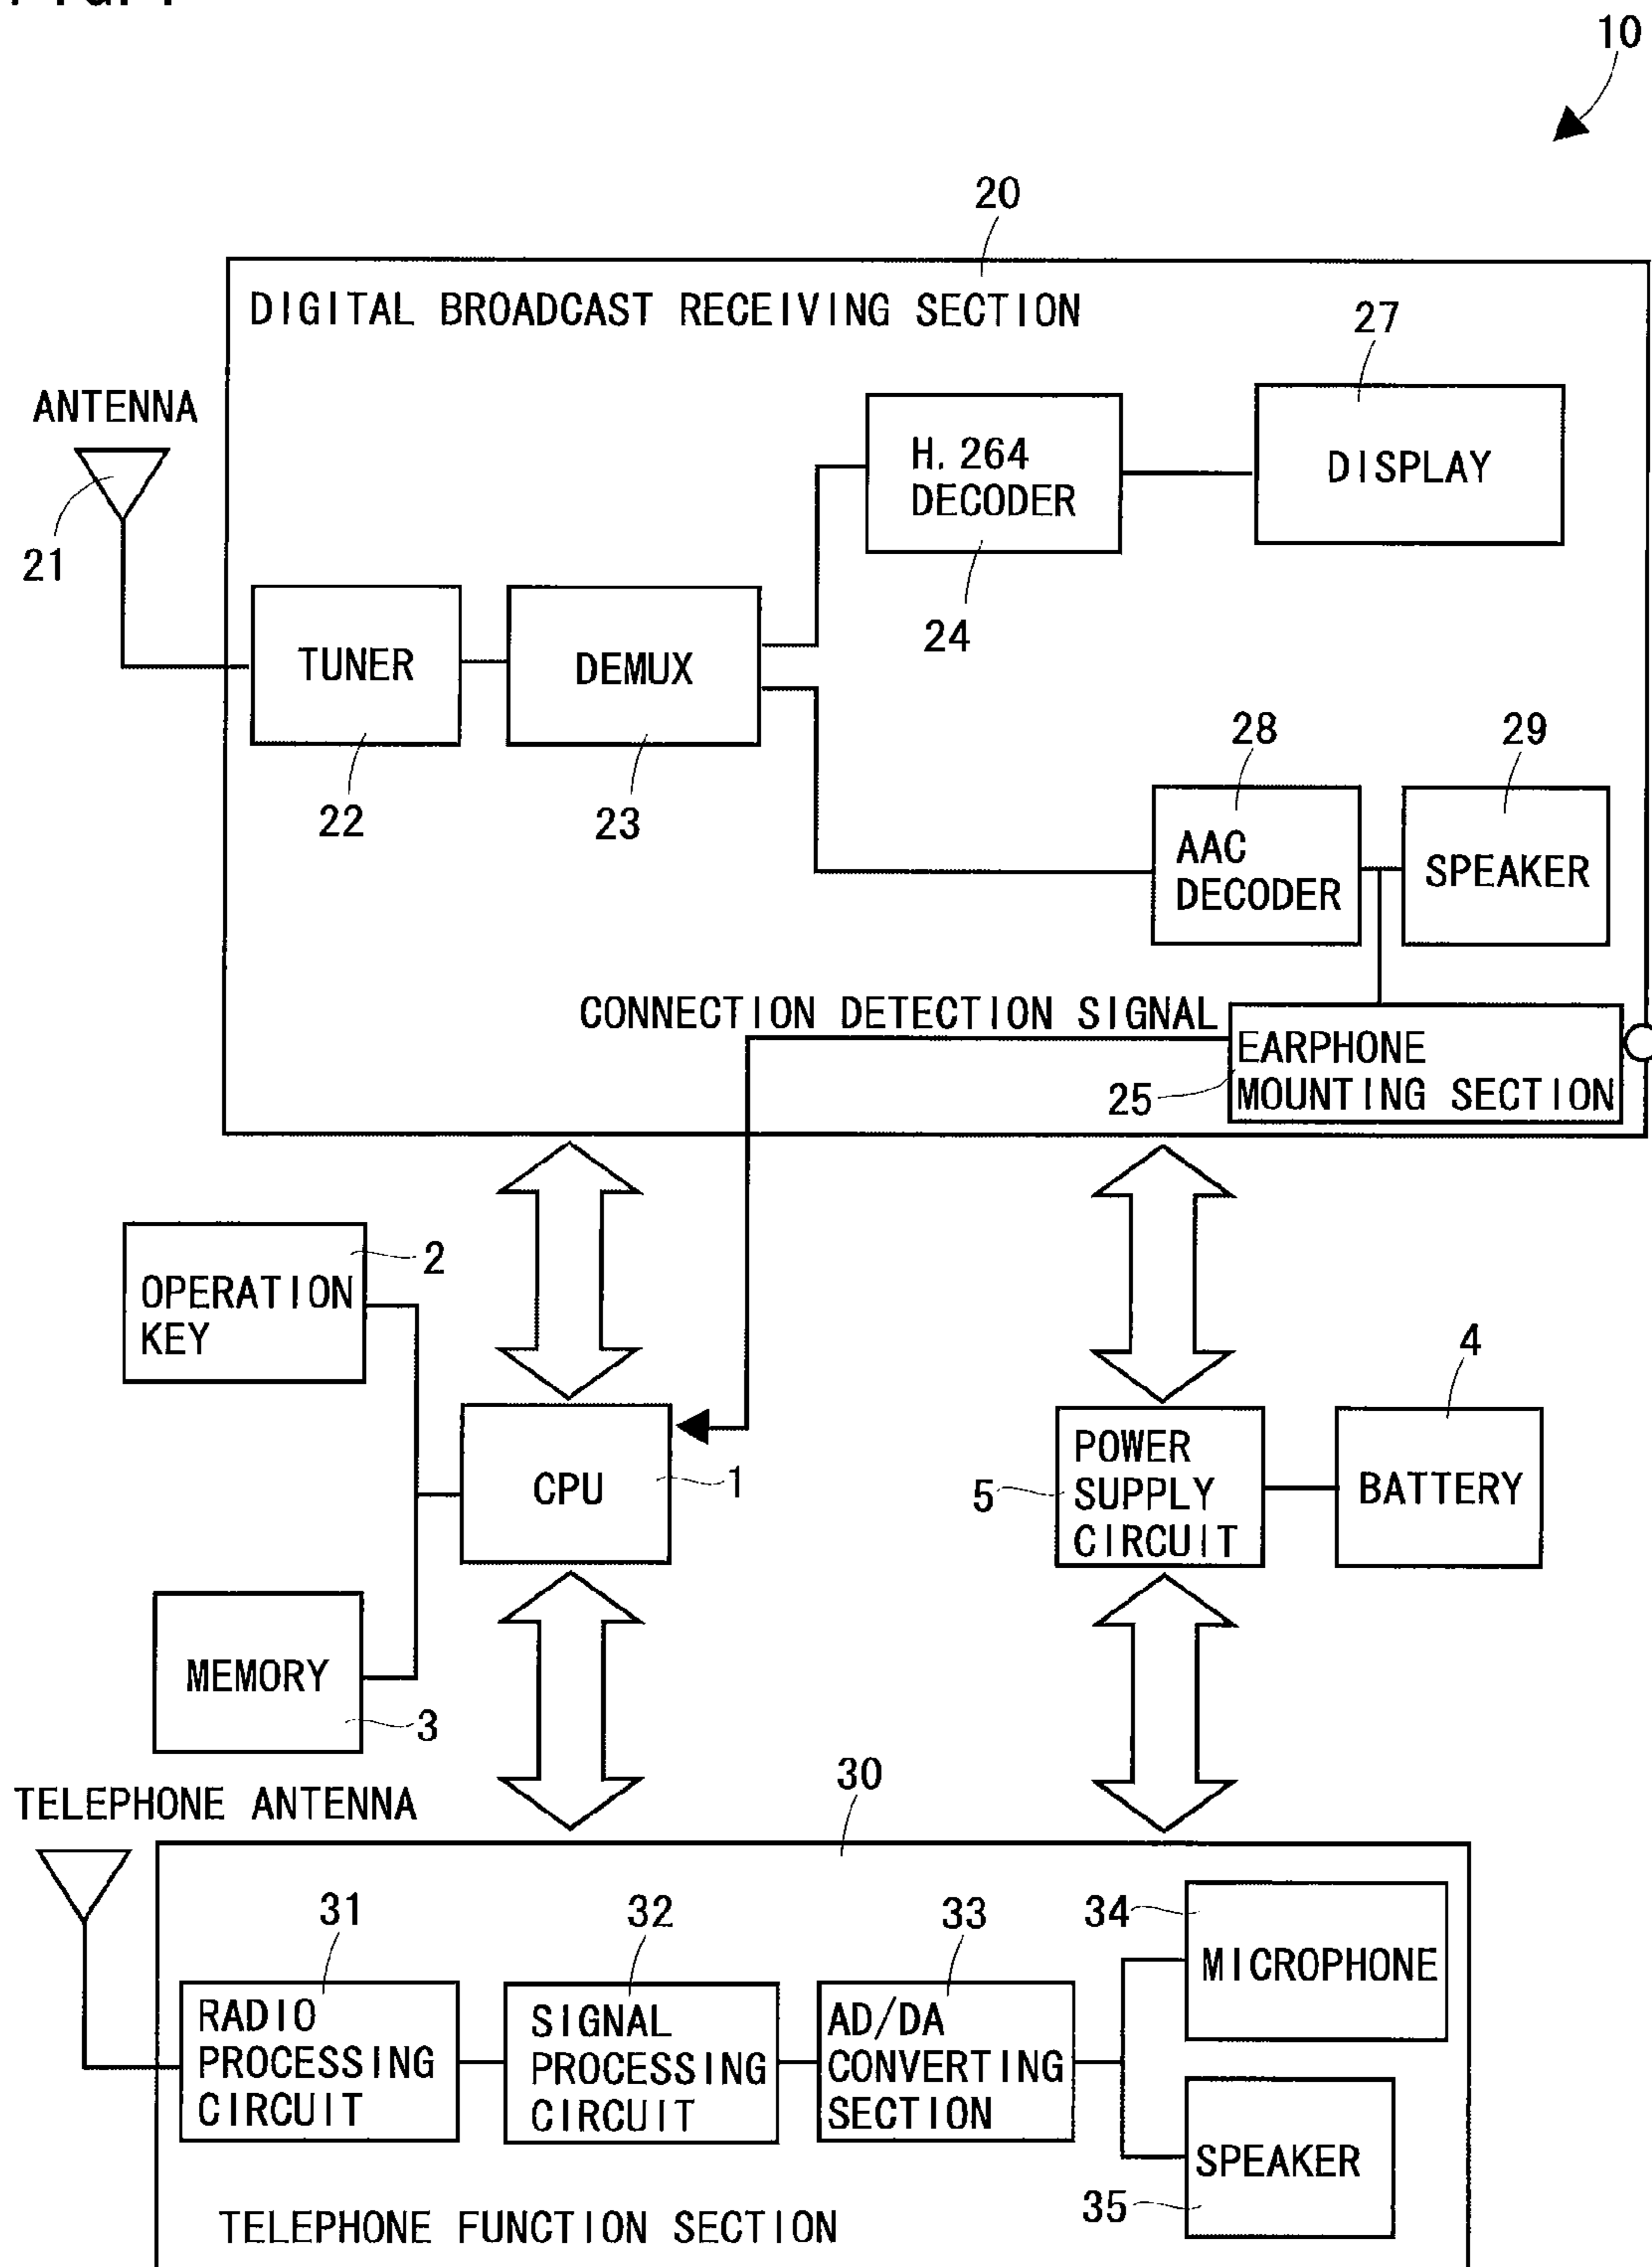 10
20
DIGITAL BROADCAST RECEIVING SECTION
27
ANTENNA
H.264
DECODER
DISPLAY
21
24
TUNER
DEMUX
28
29
22
23
AAC
DECODER
SPEAKER
CONNECTION DETECTION SIGNAL
EARPHONE
MOUNTING SECTION
25
2
OPERATION
KEY
4
POWER
SUPPLY
CIRCUIT
5
BATTERY
CPU
1
MEMORY
3
30
TELEPHONE ANTENNA
31
32
33
34
MICROPHONE
RADIO
PROCESSING
CIRCUIT
SIGNAL
PROCESSING
CIRCUIT
AD/DA
CONVERTING
SECTION
SPEAKER
35
TELEPHONE FUNCTION SECTION